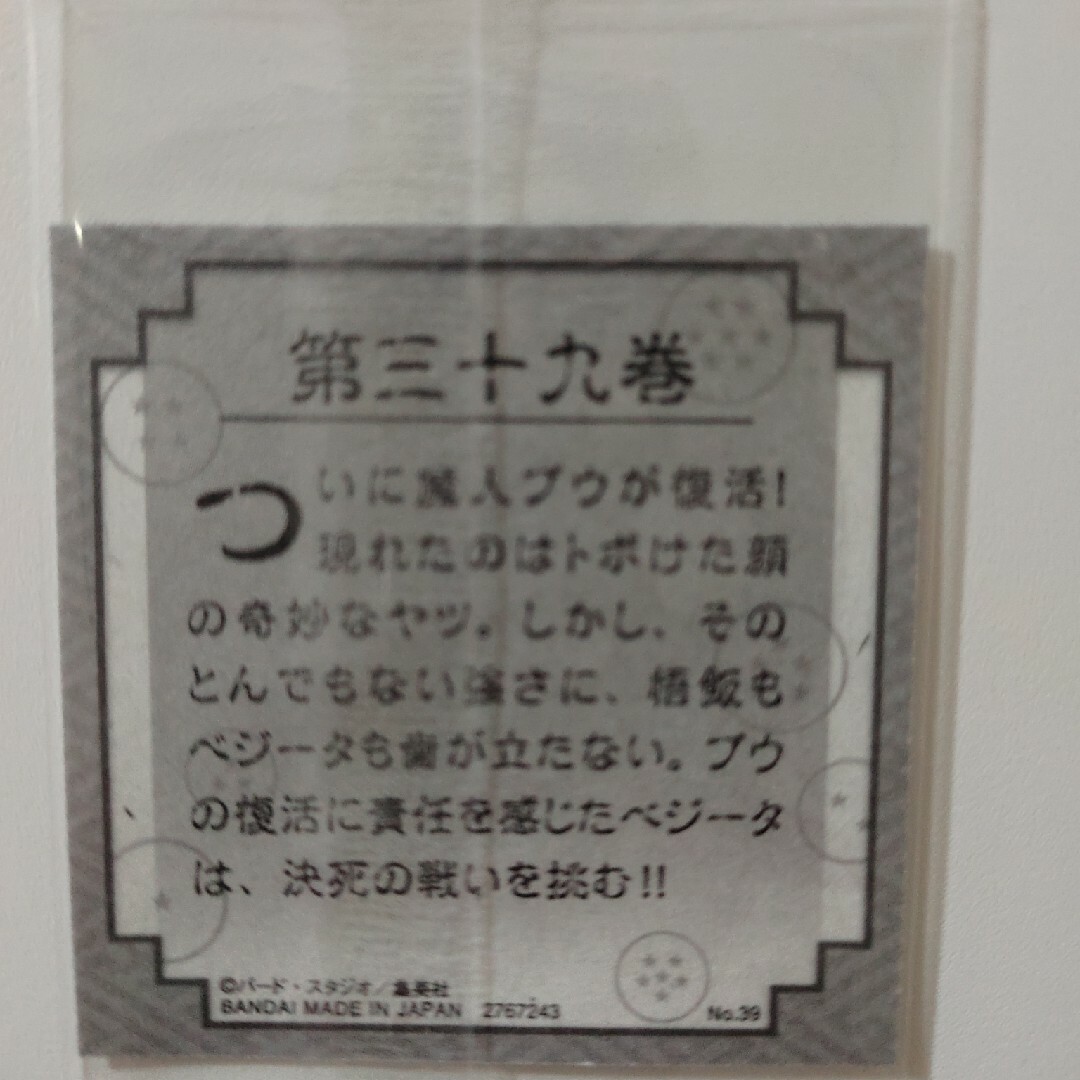 第三十九巻
ついに魔人ブウが復活!
現れたのはトボけた顔
の奇妙なヤツ。しかし、その
とんでもない強さに、悟飯も
ベジータも歯が立たない。ブウ
の復活に責任を感じたベジータ
は、決死の戦いを挑む!!
©バード・スタジオ/集英社
BANDAI MADE IN JAPAN 2767243
No.39